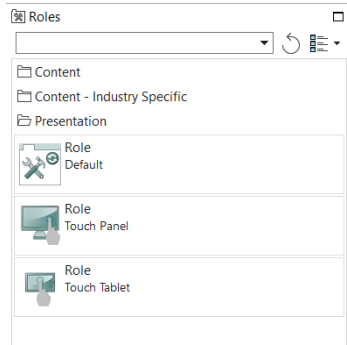 Roles
Content
Content - Industry Specific
Presentation
Role
Default
Role
Touch Panel
Role
Touch Tablet